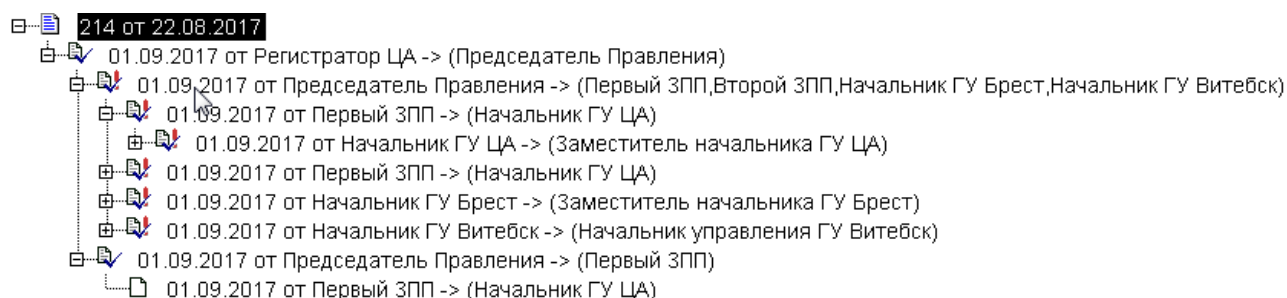 214 от 22.08.2017
01.09.2017 от Регистратор ЦА -> (Председатель Правления)
01.09.2017 от Председатель Правления -> (Первый ЗПП,Второй ЗПП,Начальник ГУ Брест,Начальник ГУ Витебск)
01.09.2017 от Первый ЗПП -> (Начальник ГУ ЦА)
01.09.2017 от Начальник ГУ ЦА -> (Заместитель начальника ГУ ЦА)
01.09.2017 от Первый ЗПП -> (Начальник ГУ ЦА)
01.09.2017 от Начальник ГУ Брест -> (Заместитель начальника ГУ Брест)
01.09.2017 от Начальник ГУ Витебск -> (Начальник управления ГУ Витебск)
01.09.2017 от Председатель Правления -> (Первый ЗПП)
01.09.2017 от Первый ЗПП -> (Начальник ГУ ЦА)